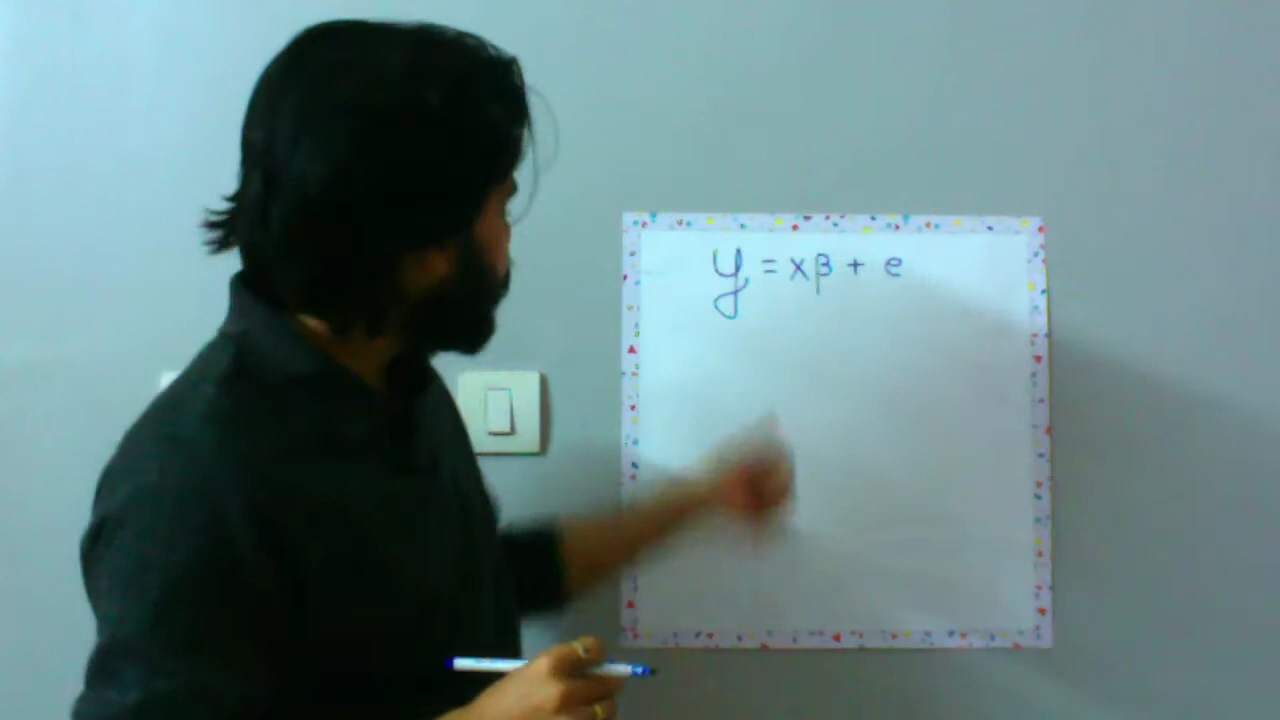 y = xβ + e